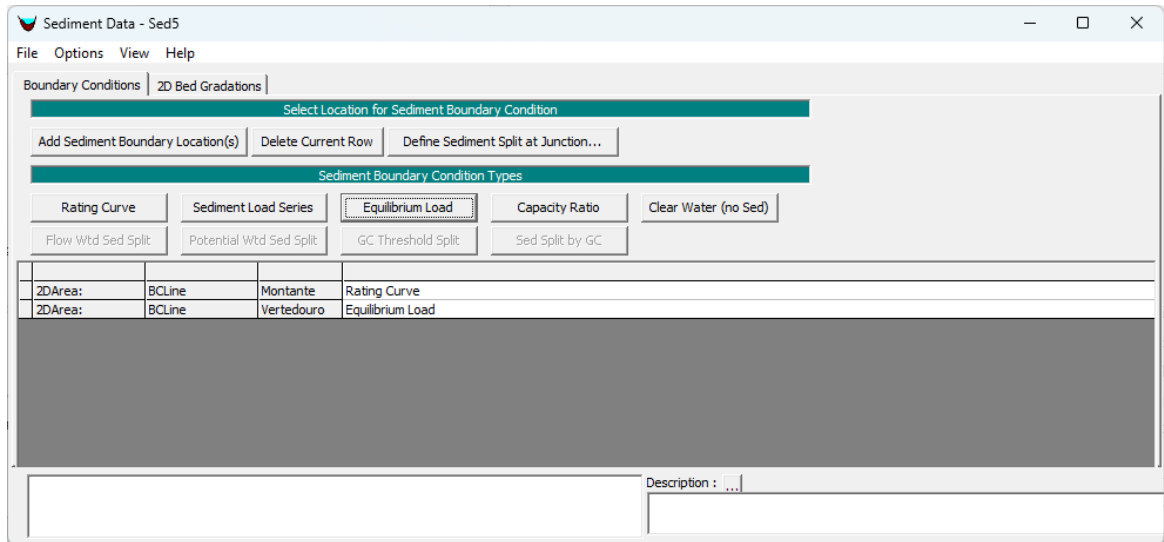 Sediment Data - Sed5
File Options View Help
Boundary Conditions 2D Bed Gradations
Select Location for Sediment Boundary Condition
Add Sediment Boundary Location(s) Delete Current Row Define Sediment Split at Junction...
Sediment Boundary Condition Types
Rating Curve Sediment Load Series Equilibrium Load Capacity Ratio Clear Water (no Sed)
Flow Wtd Sed Split Potential Wtd Sed Split GC Threshold Split Sed Split by GC
2DArea: BCLine Montante Rating Curve
2DArea: BCLine Vertedouro Equilibrium Load
Description : ...